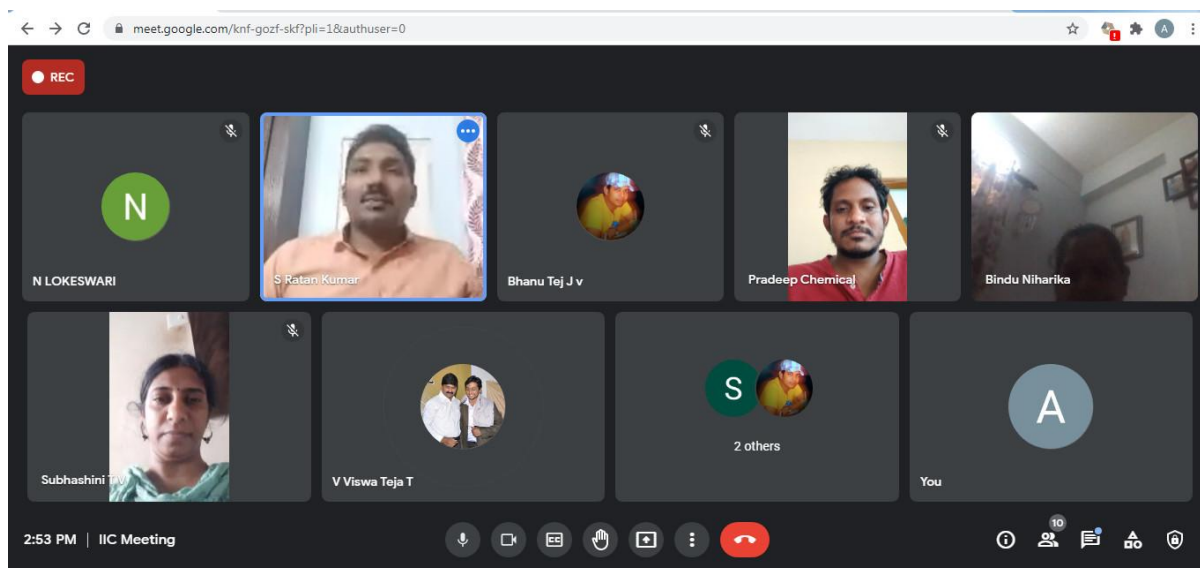 meet.google.com/knf-gozf-skf?pli=1&authuser=0
A
REC
N
N LOKESWARI
S Ratan Kumar
Bhanu Tej J v
Pradeep Chemical
Bindu Niharika
Subhashini T V
V Viswa Teja T
S
2 others
A
You
2:53 PM | IIC Meeting
CC
10